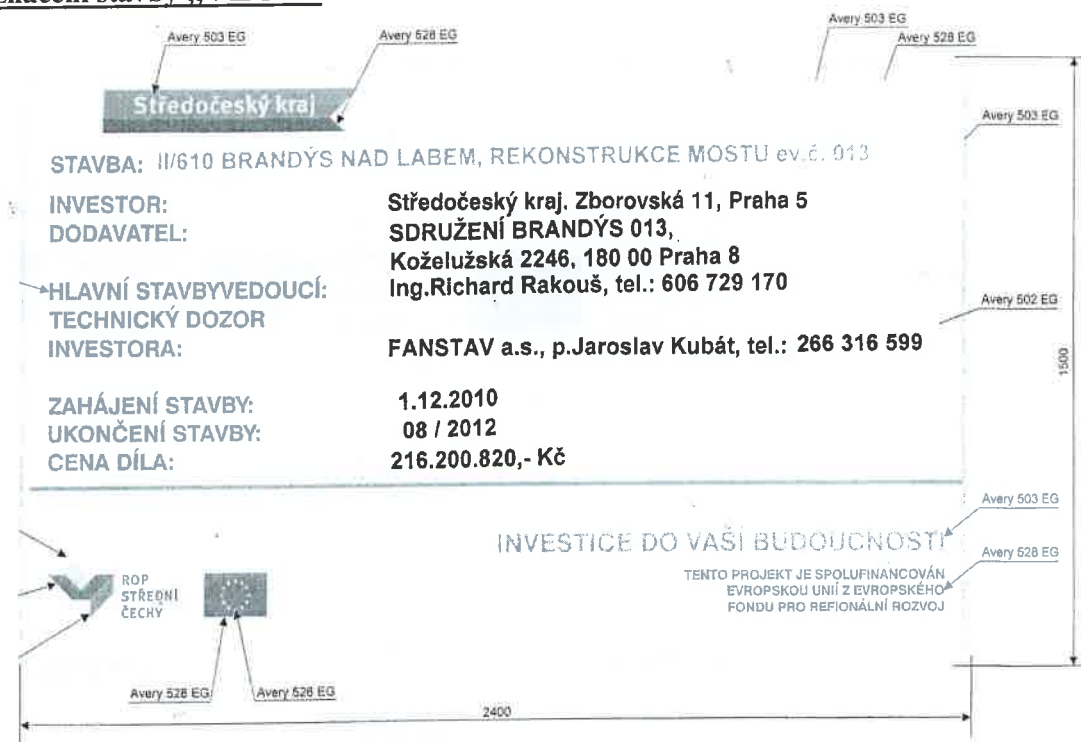 Avery 503 EG
Avery 528 EG
Avery 503 EG
Avery 528 EG
Středočeský kraj
Avery 503 EG
STAVBA: II/610 BRANDÝS NAD LABEM, REKONSTRUKCE MOSTU ev.č. 013
INVESTOR: Středočeský kraj. Zborovská 11, Praha 5
DODAVATEL: SDRUŽENÍ BRANDÝS 013,
Koželužská 2246, 180 00 Praha 8
HLAVNÍ STAVBYVEDOUCÍ: Ing.Richard Rakouš, tel.: 606 729 170
TECHNICKÝ DOZOR
INVESTORA: FANSTAV a.s., p.Jaroslav Kubát, tel.: 266 316 599
Avery 502 EG
1500
ZAHÁJENÍ STAVBY: 1.12.2010
UKONČENÍ STAVBY: 08 / 2012
CENA DÍLA: 216.200.820,- Kč
Avery 503 EG
INVESTICE DO VAŠÍ BUDOUCNOSTI
Avery 528 EG
TENTO PROJEKT JE SPOLUFINANCOVÁN
EVROPSKOU UNIÍ Z EVROPSKÉHO
FONDU PRO REFIONÁLNÍ ROZVOJ
ROP
STŘEDNÍ
ČECHY
Avery 528 EG
Avery 528 EG
2400